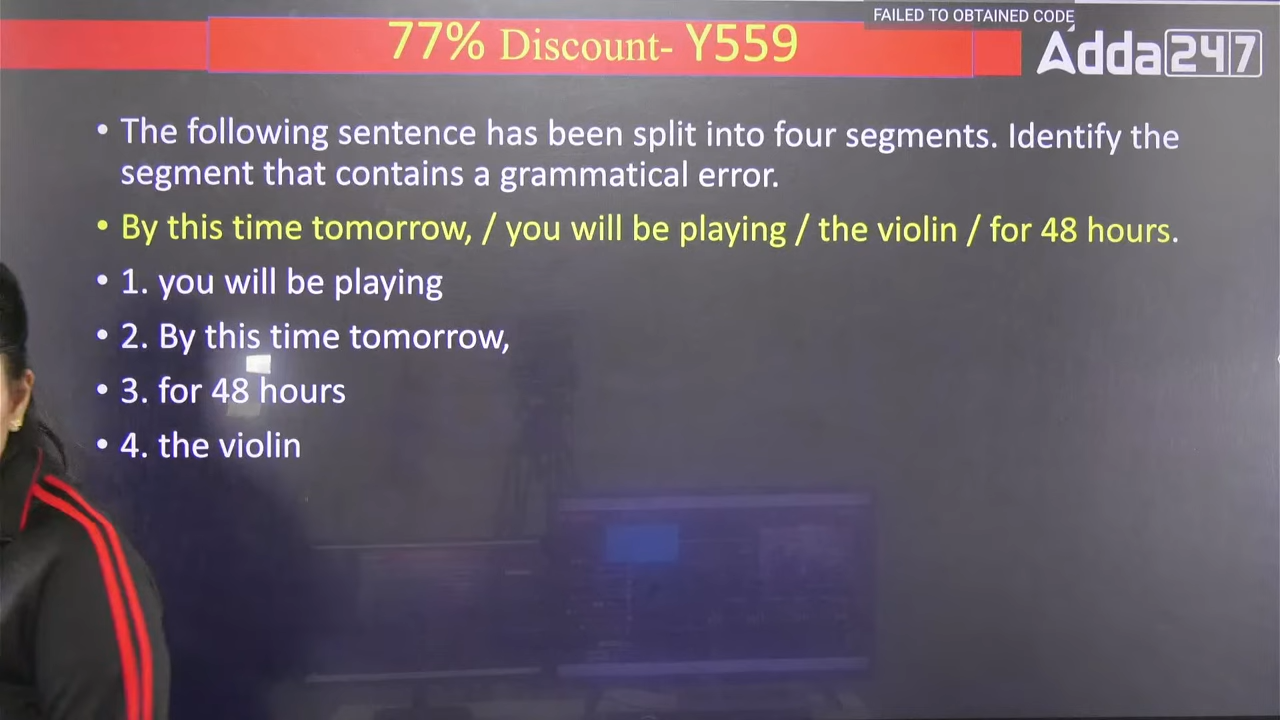 FAILED TO OBTAINED CODE
77% Discount- Y559
Adda 247
• The following sentence has been split into four segments. Identify the
segment that contains a grammatical error.
• By this time tomorrow, / you will be playing / the violin / for 48 hours.
• 1. you will be playing
• 2. By this time tomorrow,
• 3. for 48 hours
• 4. the violin